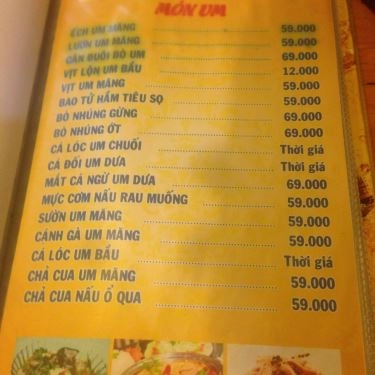 MÓN UM
ẾCH UM MĂNG 59.000
LƯƠN UM MĂNG 59.000
GÂN ĐUÔI BÒ UM 69.000
VỊT LỘN UM BẦU 12.000
VỊT UM MĂNG 59.000
BAO TỬ HẦM TIÊU SỌ 59.000
BÒ NHÚNG GỪNG 69.000
BÒ NHÚNG ỚT 69.000
CÁ LÓC UM CHUỐI Thời giá
CÁ ĐỐI UM DƯA Thời giá
MẮT CÁ NGỪ UM DƯA 69.000
MỰC CƠM NẤU RAU MUỐNG 59.000
SƯỜN UM MĂNG 59.000
CÁNH GÀ UM MĂNG 59.000
CÁ LÓC UM BẦU Thời giá
CHẢ CUA UM MĂNG 59.000
CHẢ CUA NẤU Ổ QUA 59.000